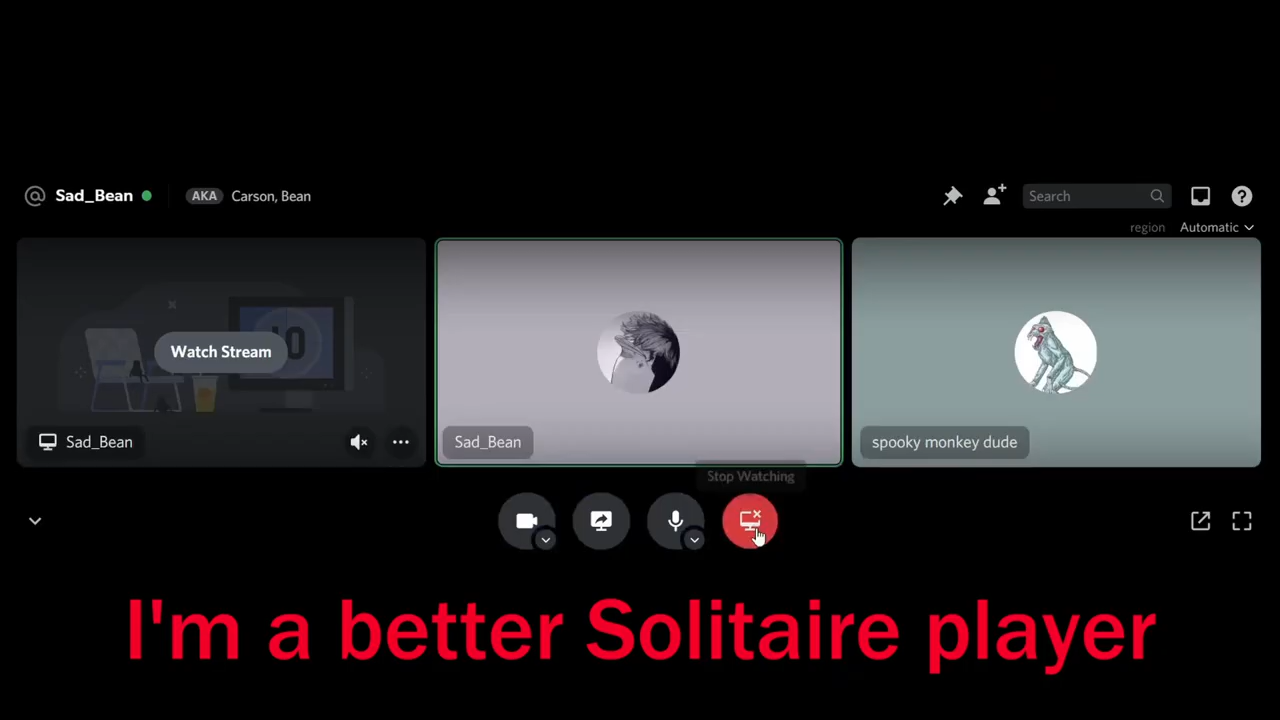 Sad_Bean AKA Carson, Bean Search
region Automatic
10
Watch Stream
Sad_Bean
Sad_Bean
spooky monkey dude
Stop Watching
I'm a better Solitaire player